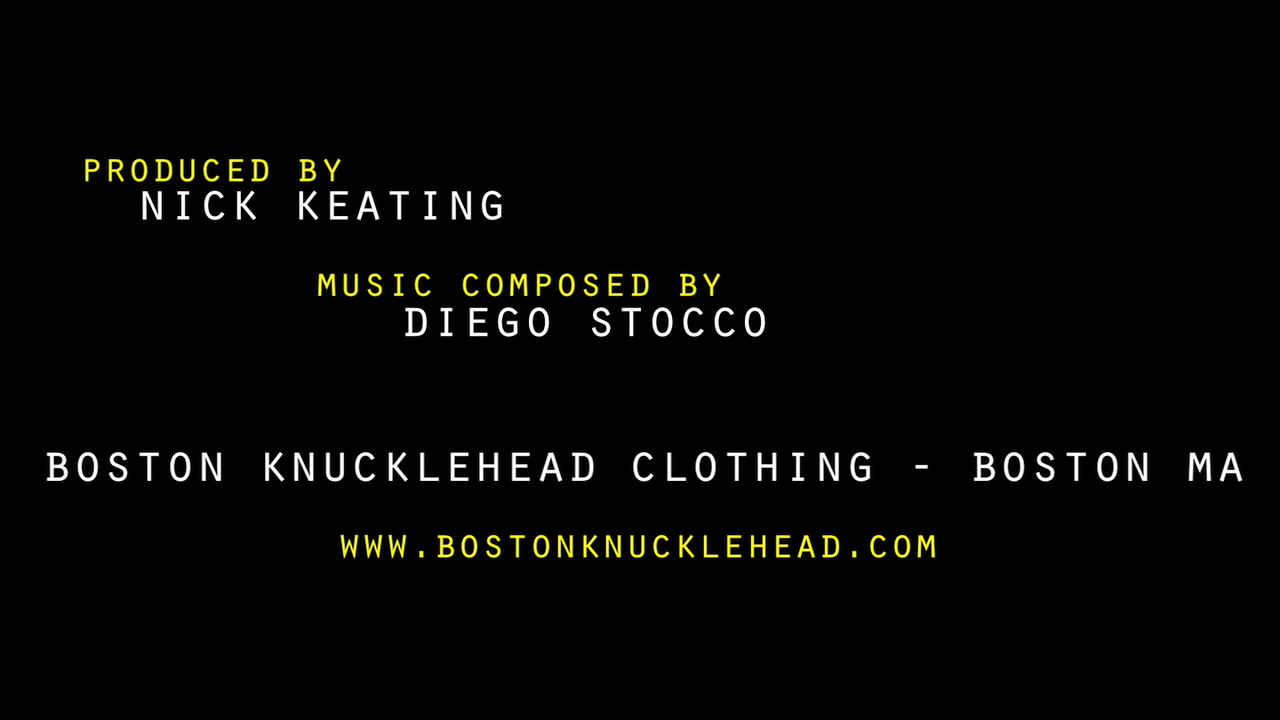 PRODUCED BY
NICK KEATING
MUSIC COMPOSED BY
DIEGO STOCCO
BOSTON KNUCKLEHEAD CLOTHING - BOSTON MA
WWW.BOSTONKNUCKLEHEAD.COM